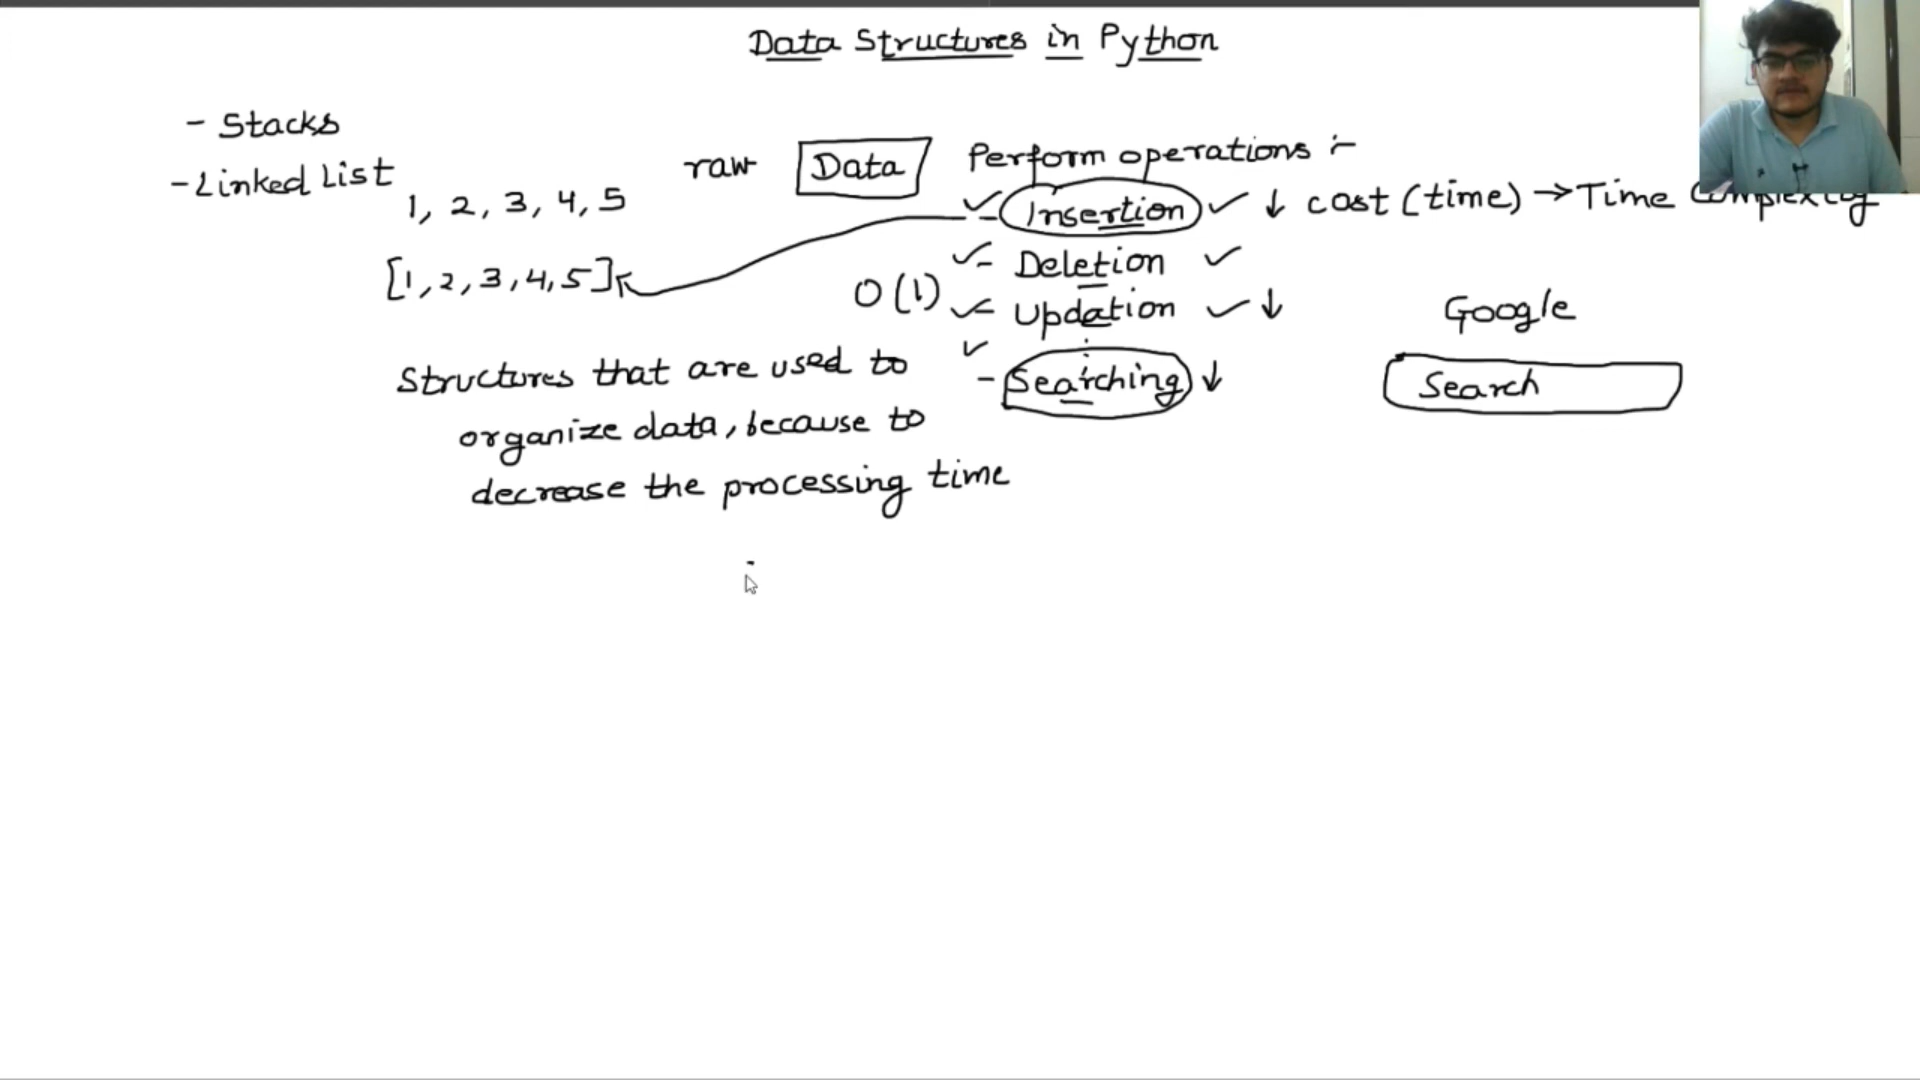 Data Structures in Python
- Stacks
- Linked List
1, 2, 3, 4, 5
[1, 2, 3, 4, 5]
raw Data
Perform operations :-
- Insertion ✓ ↓ cost (time) → Time Complexity
- Deletion ✓
O(1)
- Updation ✓ ↓
- Searching ↓
Google
Search
Structures that are used to
organize data, because to
decrease the processing time